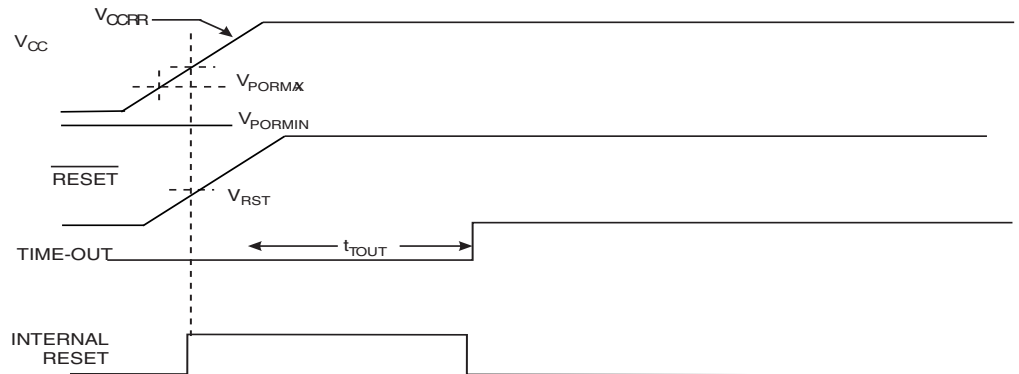 VCCRR
VCC
VPORMAX
VPORMIN
RESET
VRST
TIME-OUT
tTOUT
INTERNAL
RESET